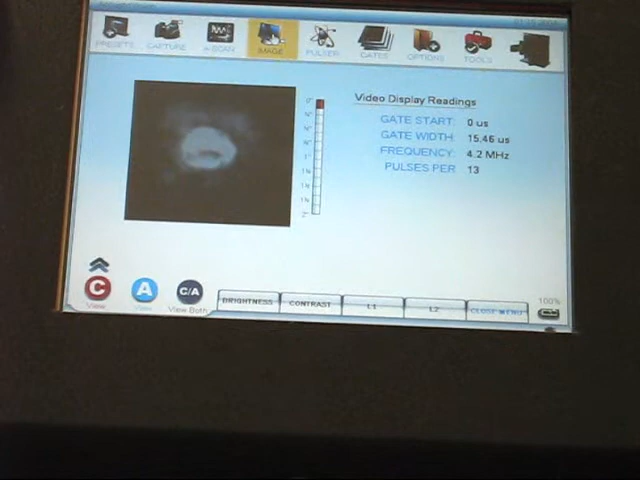 PRESETS CAPTURE A-SCAN IMAGE PULSER GATES OPTIONS TOOLS
Video Display Readings
GATE START: 0 us
GATE WIDTH: 15.46 us
FREQUENCY: 4.2 MHz
PULSES PER 13
C A C/A
View View View Both
BRIGHTNESS CONTRAST L1 L2 CLOSE MENU
100%